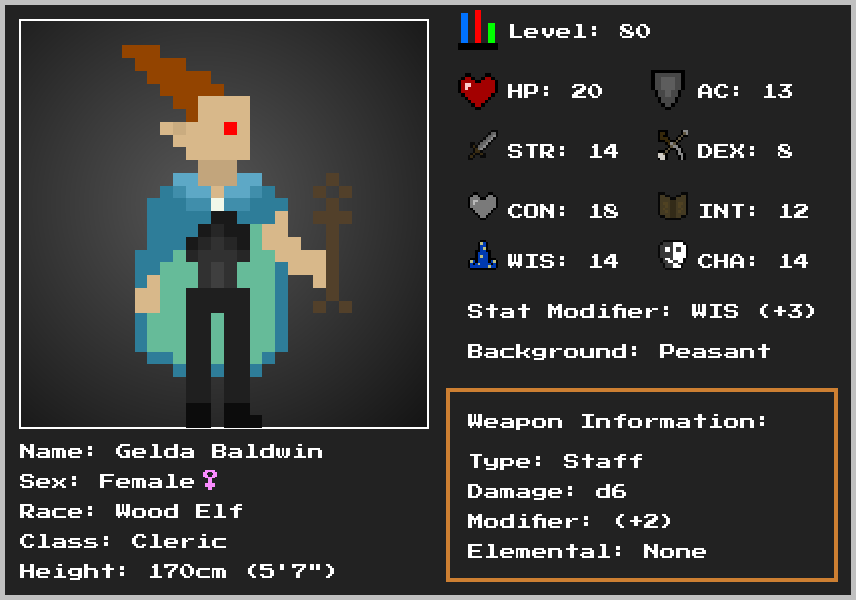 Level: 80
HP: 20 AC: 13
STR: 14 DEX: 8
CON: 18 INT: 12
WIS: 14 CHA: 14
Stat Modifier: WIS (+3)
Background: Peasant
Weapon Information:
Type: Staff
Damage: d6
Modifier: (+2)
Elemental: None
Name: Gelda Baldwin
Sex: Female♀
Race: Wood Elf
Class: Cleric
Height: 170cm (5'7")